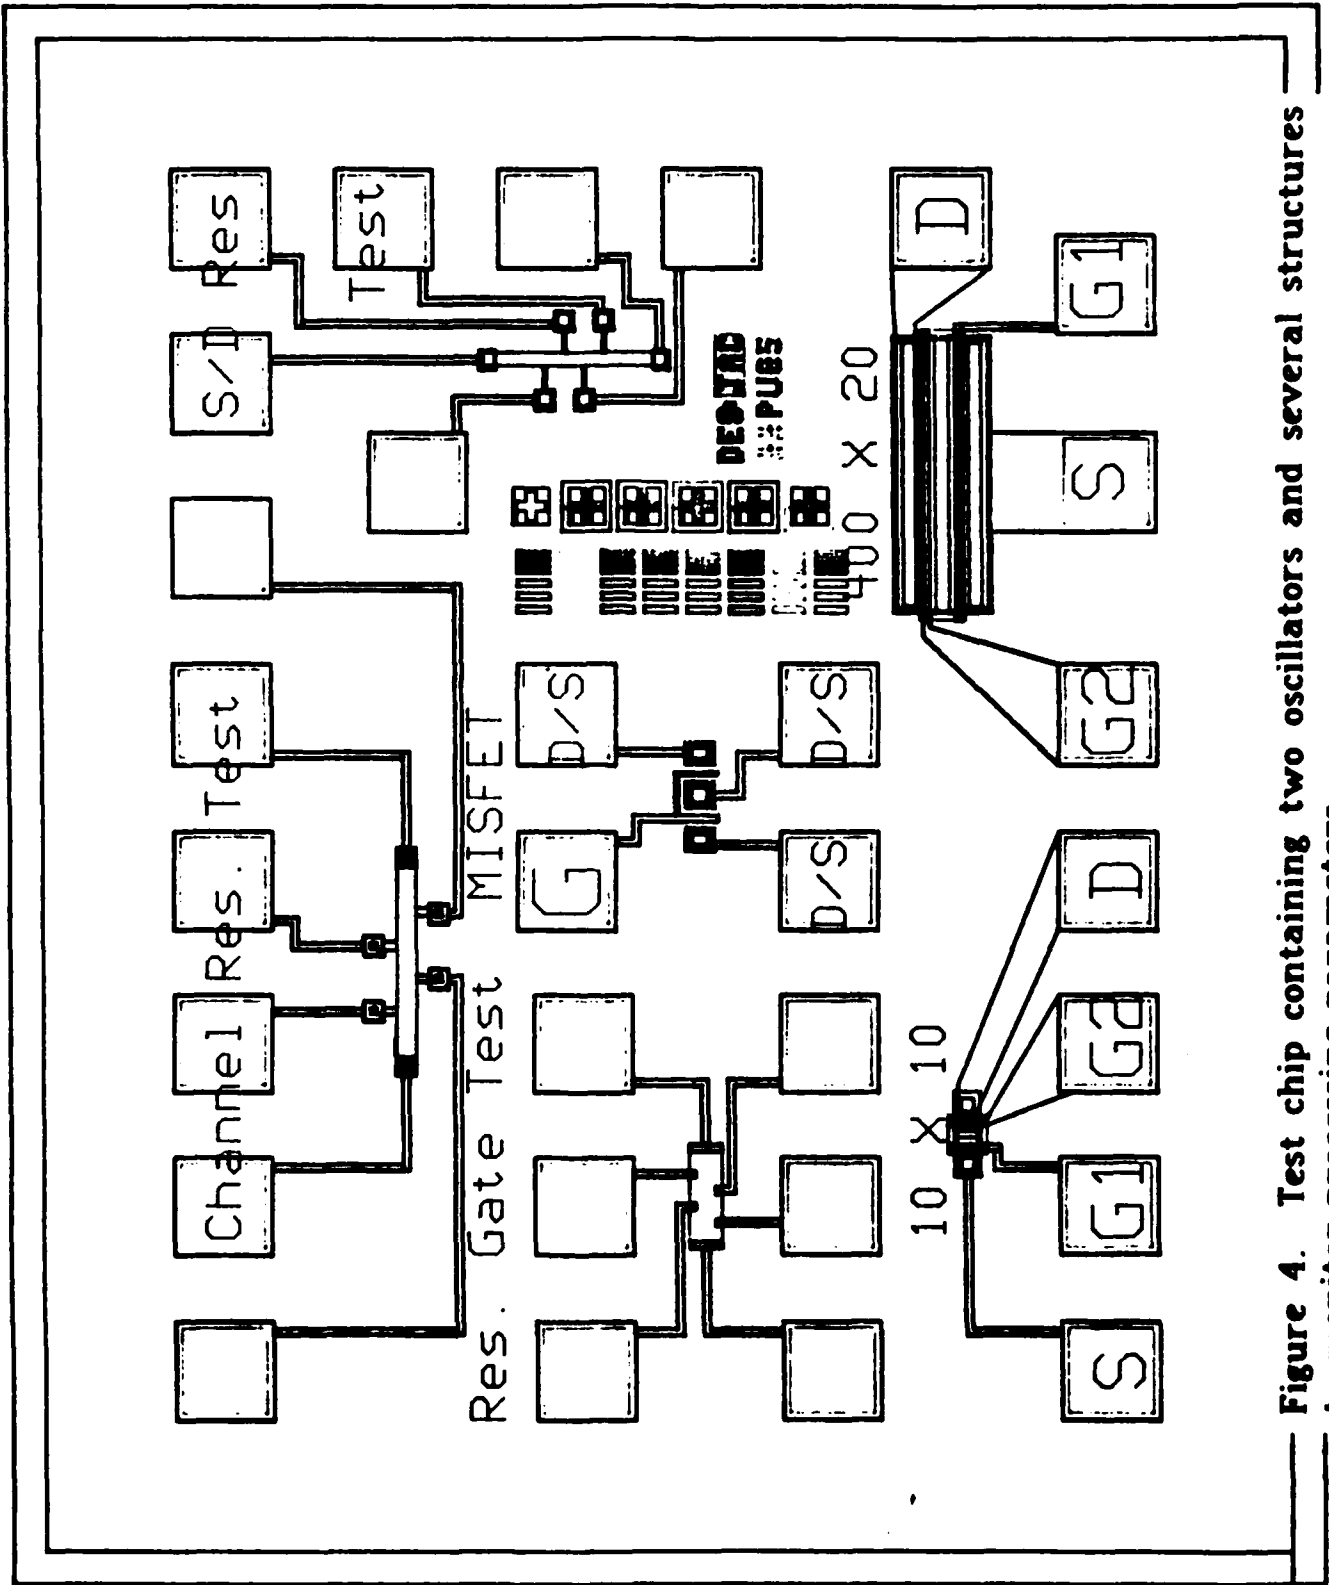 Channel Res. Test
S/D Res
Test
Res. Gate Test
MISFET
G
D/S
D/S
D/S
PUBS
10 X 10
400 X 20
S
G1
G2
D
G2
S
G1
D
Figure 4. Test chip containing two oscillators and several structures